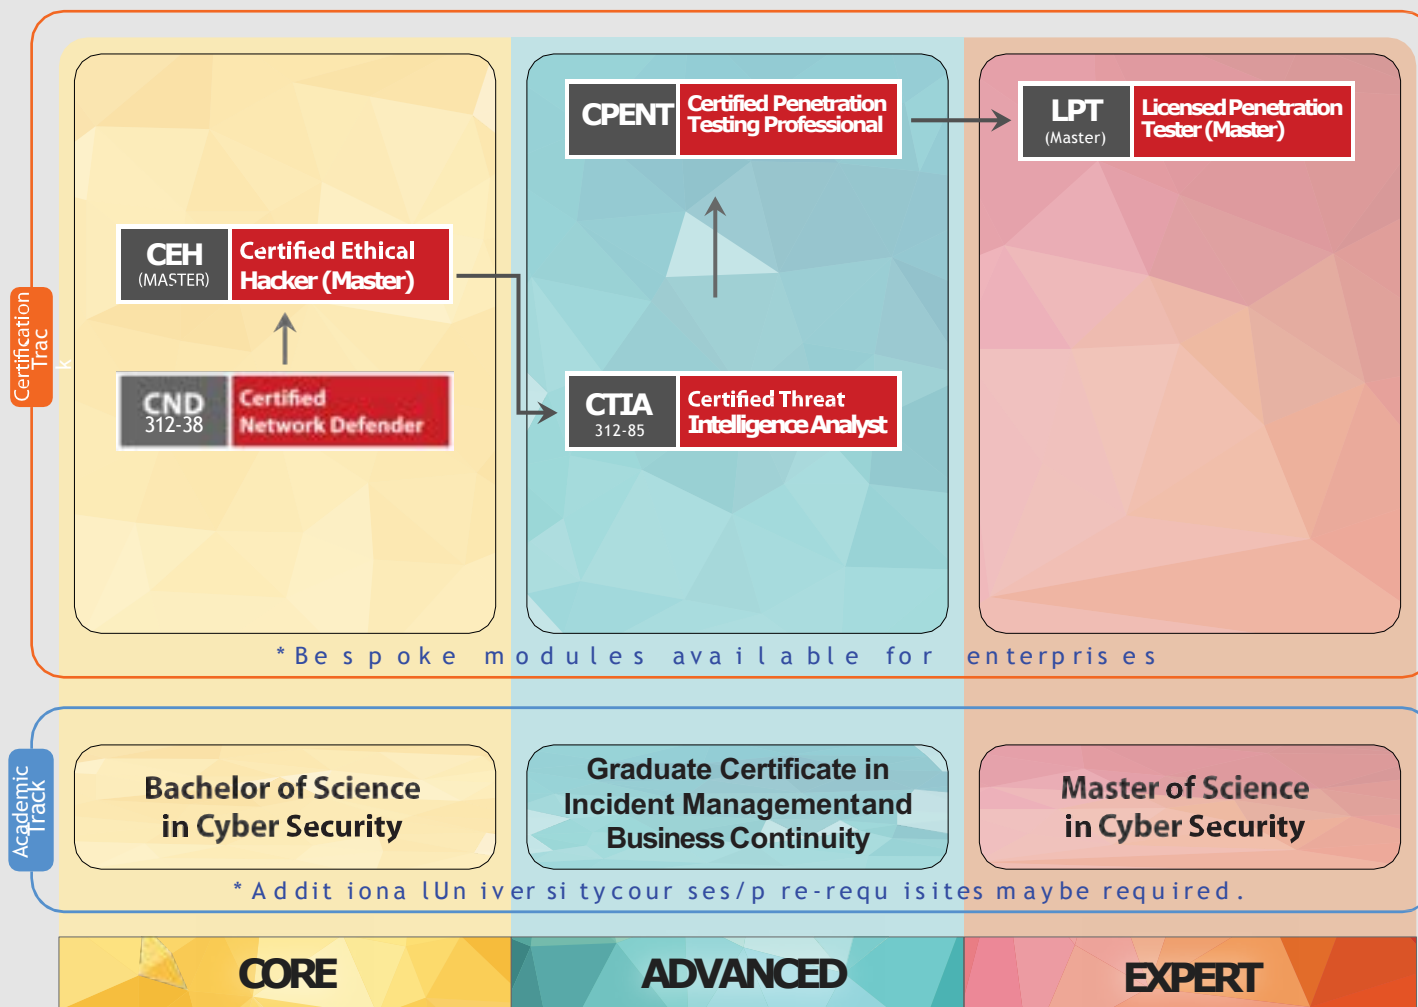 CPENT
Certified Penetration
Testing Professional
LPT
(Master)
Licensed Penetration
Tester (Master)
CEH
(MASTER)
Certified Ethical
Hacker (Master)
CND
312-38
Certified
Network Defender
CTIA
312-85
Certified Threat
Intelligence Analyst
Certification
Trac
k
*Bespoke modules available for enterprises
Academic
Track
Bachelor of Science
in Cyber Security
Graduate Certificate in
Incident Management and
Business Continuity
Master of Science
in Cyber Security
* Additional University courses/pre-requisites maybe required.
CORE
ADVANCED
EXPERT